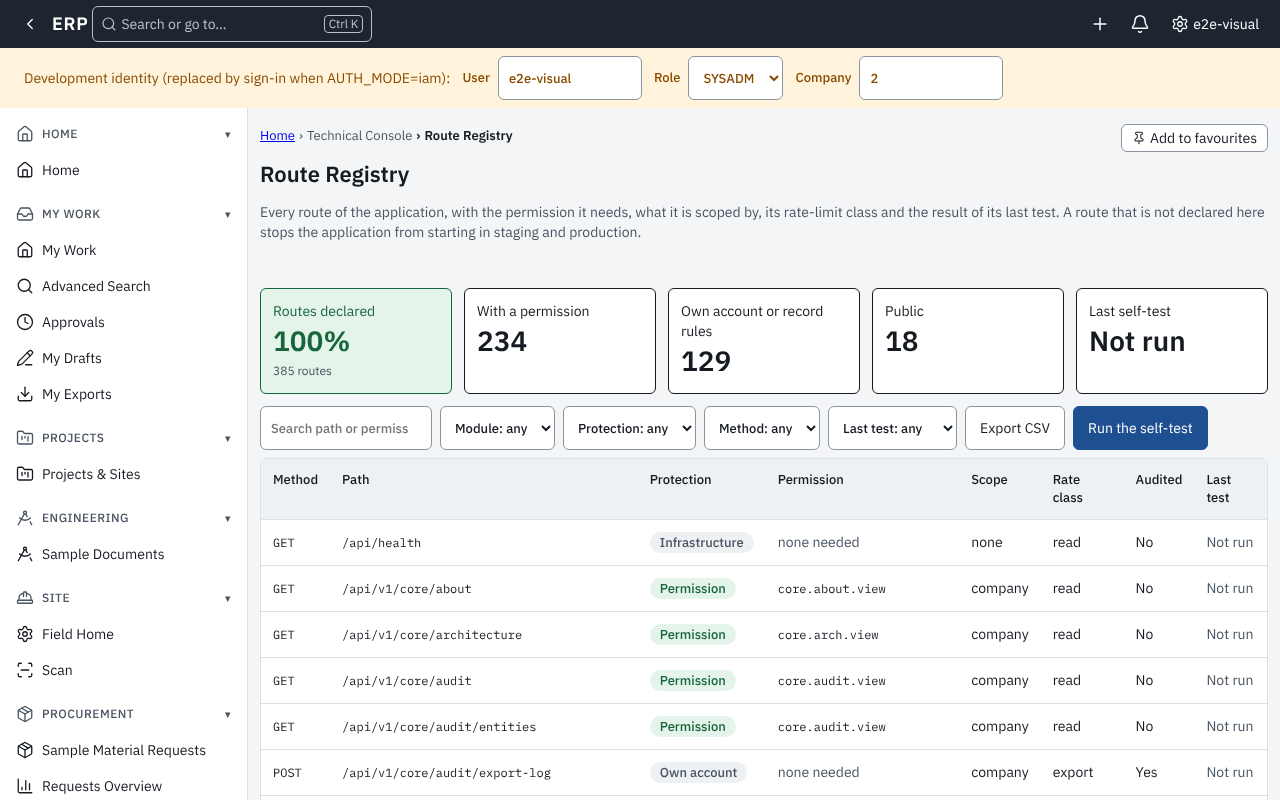 ERP
Search or go to...
Ctrl K
e2e-visual
Development identity (replaced by sign-in when AUTH_MODE=iam):
User
e2e-visual
Role
SYSADM
Company
2
HOME
Home
MY WORK
My Work
Advanced Search
Approvals
My Drafts
My Exports
PROJECTS
Projects & Sites
ENGINEERING
Sample Documents
SITE
Field Home
Scan
PROCUREMENT
Sample Material Requests
Requests Overview
Home › Technical Console › Route Registry
Add to favourites
Route Registry
Every route of the application, with the permission it needs, what it is scoped by, its rate-limit class and the result of its last test. A route that is not declared here
stops the application from starting in staging and production.
Routes declared
100%
385 routes
With a permission
234
Own account or record
rules
129
Public
18
Last self-test
Not run
Search path or permiss
Module: any
Protection: any
Method: any
Last test: any
Export CSV
Run the self-test
Method Path Protection Permission Scope Rate class Audited Last test
GET /api/health Infrastructure none needed none read No Not run
GET /api/v1/core/about Permission core.about.view company read No Not run
GET /api/v1/core/architecture Permission core.arch.view company read No Not run
GET /api/v1/core/audit Permission core.audit.view company read No Not run
GET /api/v1/core/audit/entities Permission core.audit.view company read No Not run
POST /api/v1/core/audit/export-log Own account none needed company export Yes Not run